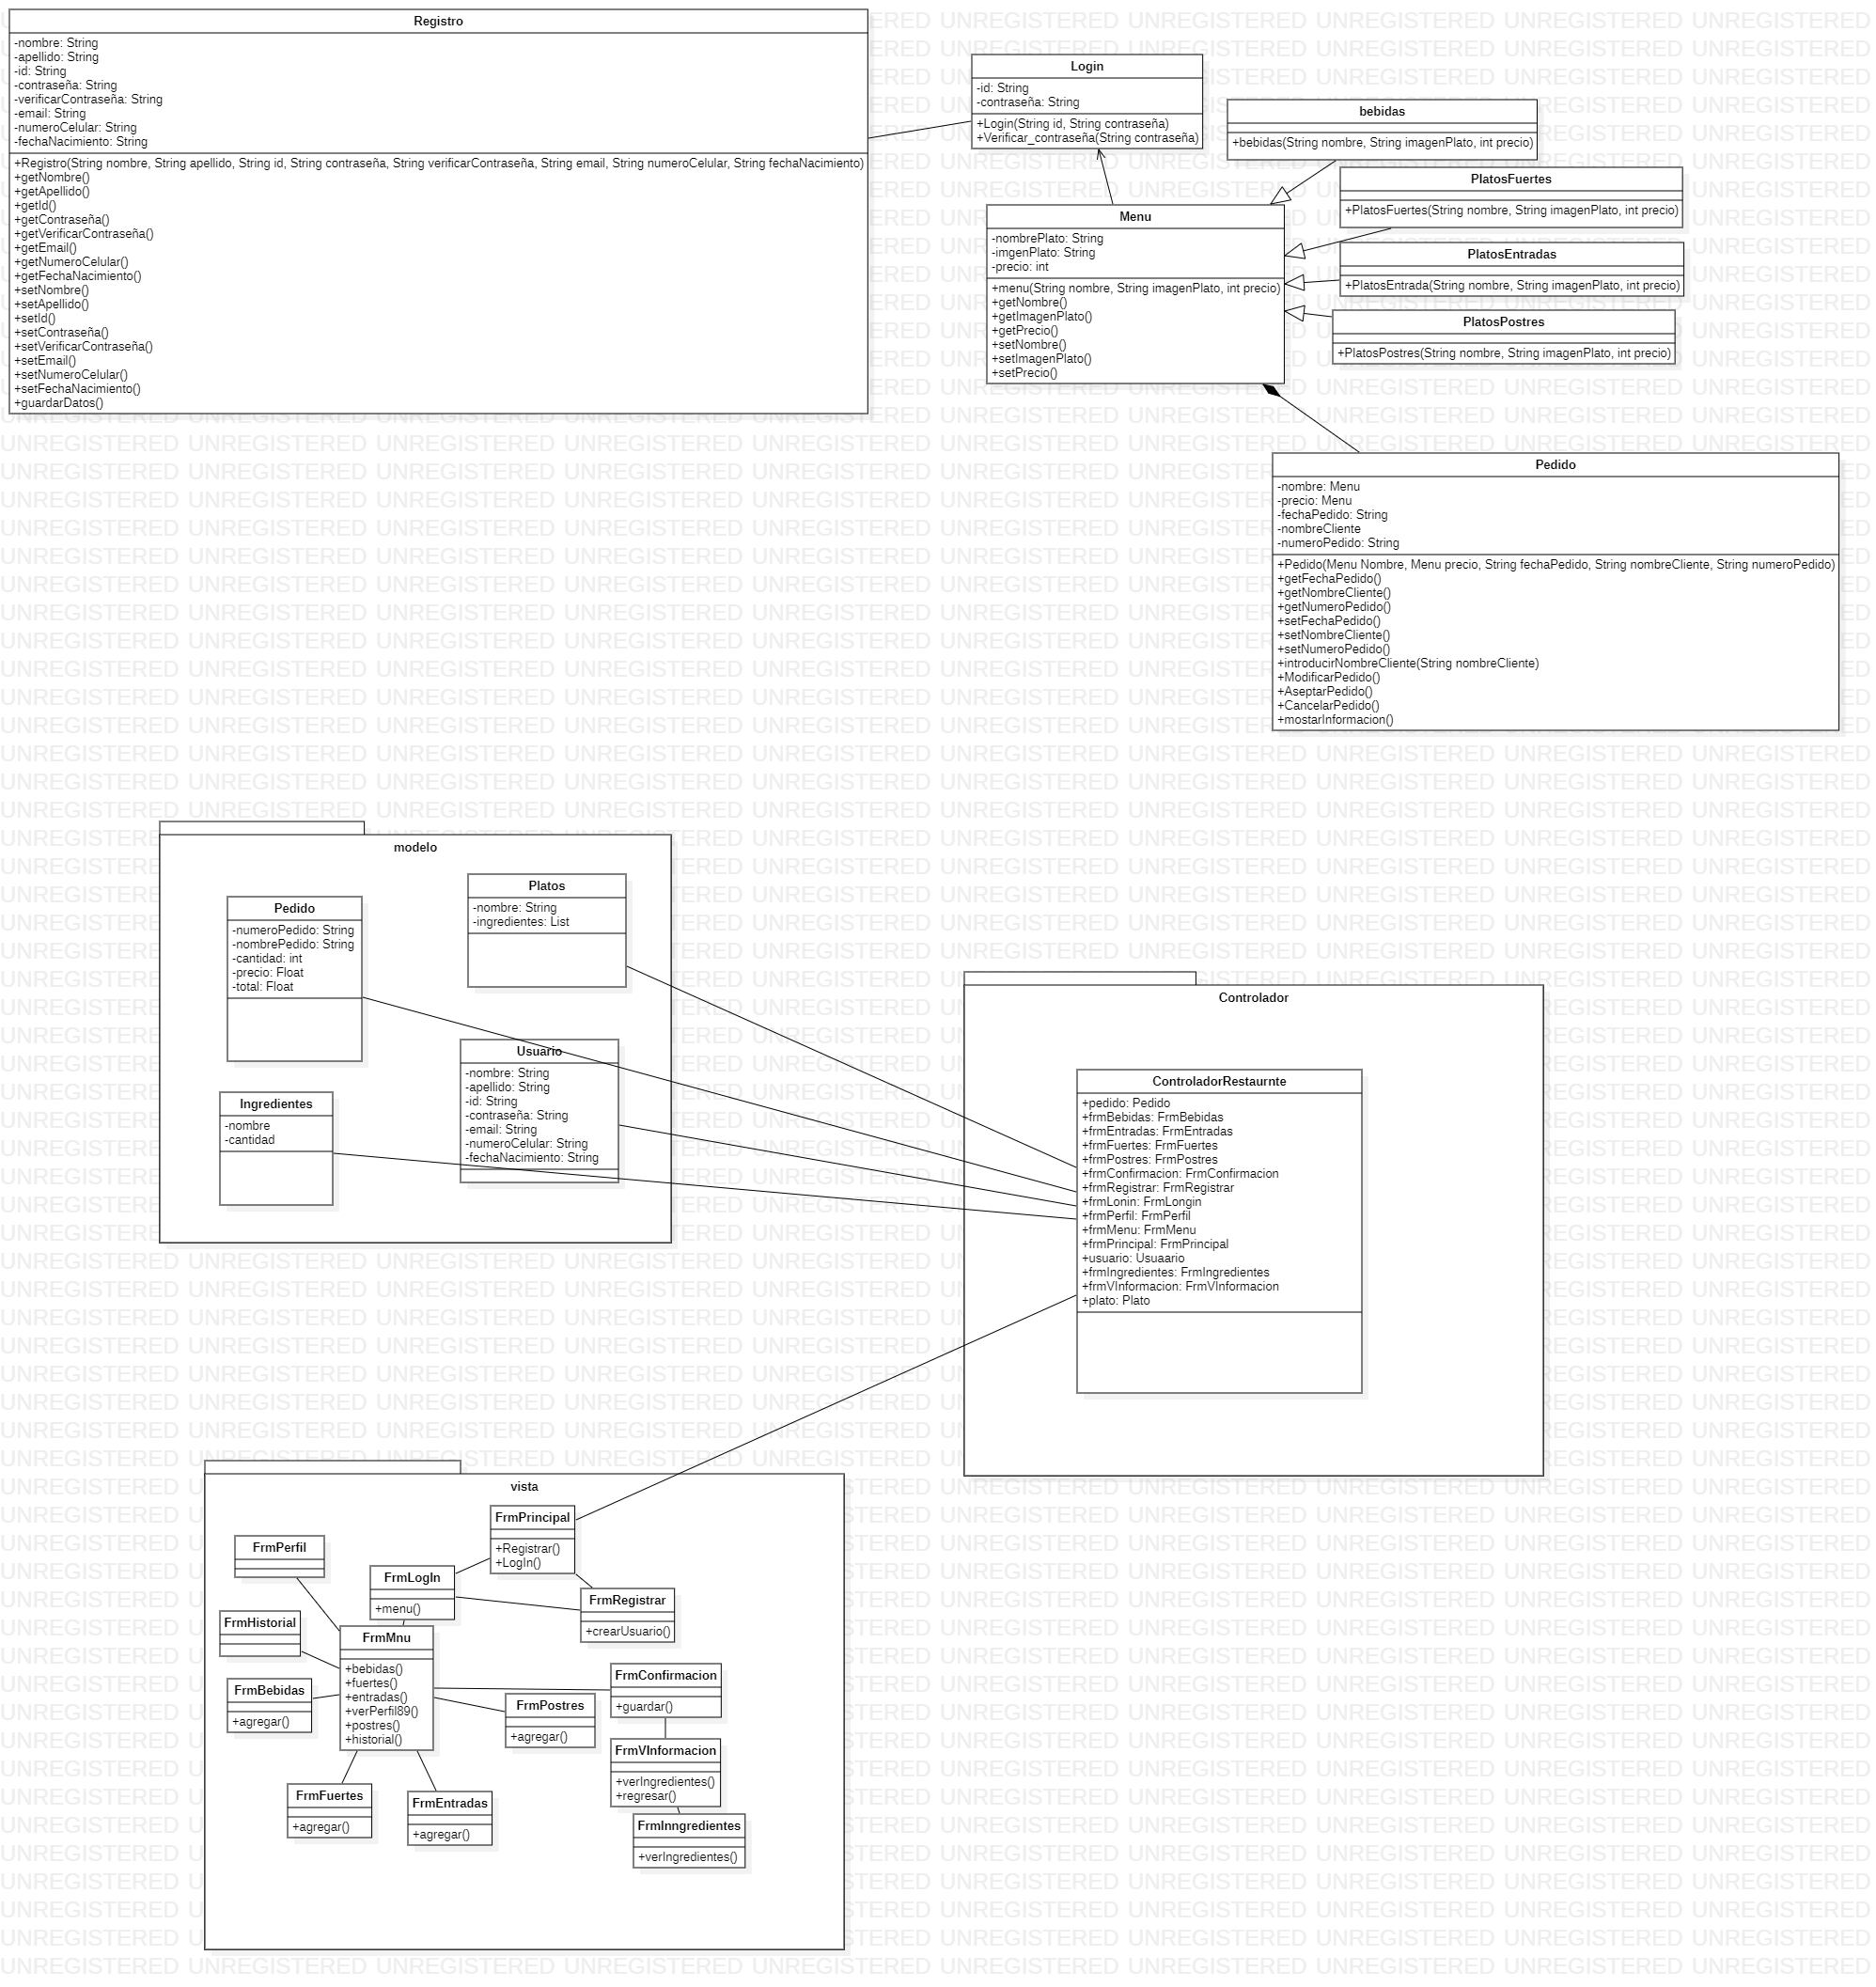 Registro
-nombre: String
-apellido: String
-id: String
-contraseña: String
-verificarContraseña: String
-email: String
-numeroCelular: String
-fechaNacimiento: String
+Registro(String nombre, String apellido, String id, String contraseña, String verificarContraseña, String email, String numeroCelular, String fechaNacimiento)
+getNombre()
+getApellido()
+getId()
+getContraseña()
+getVerificarContraseña()
+getEmail()
+getNumeroCelular()
+getFechaNacimiento()
+setNombre()
+setApellido()
+setId()
+setContraseña()
+setVerificarContraseña()
+setEmail()
+setNumeroCelular()
+setFechaNacimiento()
+guardarDatos()
Login
-id: String
-contraseña: String
+Login(String id, String contraseña)
+Verificar_contraseña(String contraseña)
bebidas
+bebidas(String nombre, String imagenPlato, int precio)
PlatosFuertes
+PlatosFuertes(String nombre, String imagenPlato, int precio)
PlatosEntradas
+PlatosEntrada(String nombre, String imagenPlato, int precio)
PlatosPostres
+PlatosPostres(String nombre, String imagenPlato, int precio)
Menu
-nombrePlato: String
-imgenPlato: String
-precio: int
+menu(String nombre, String imagenPlato, int precio)
+getNombre()
+getImagenPlato()
+getPrecio()
+setNombre()
+setImagenPlato()
+setPrecio()
Pedido
-nombre: Menu
-precio: Menu
-fechaPedido: String
-nombreCliente
-numeroPedido: String
+Pedido(Menu Nombre, Menu precio, String fechaPedido, String nombreCliente, String numeroPedido)
+getFechaPedido()
+getNombreCliente()
+getNumeroPedido()
+setFechaPedido()
+setNombreCliente()
+setNumeroPedido()
+introducirNombreCliente(String nombreCliente)
+ModificarPedido()
+AseptarPedido()
+CancelarPedido()
+mostarInformacion()
modelo
Pedido
-numeroPedido: String
-nombrePedido: String
-cantidad: int
-precio: Float
-total: Float
Platos
-nombre: String
-ingredientes: List
Usuario
-nombre: String
-apellido: String
-id: String
-contraseña: String
-email: String
-numeroCelular: String
-fechaNacimiento: String
Ingredientes
-nombre
-cantidad
Controlador
ControladorRestaurnte
+pedido: Pedido
+frmBebidas: FrmBebidas
+frmEntradas: FrmEntradas
+frmFuertes: FrmFuertes
+frmPostres: FrmPostres
+frmConfirmacion: FrmConfirmacion
+frmRegistrar: FrmRegistrar
+frmLonin: FrmLongin
+frmPerfil: FrmPerfil
+frmMenu: FrmMenu
+frmPrincipal: FrmPrincipal
+usuario: Usuaario
+frmIngredientes: FrmIngredientes
+frmVInformacion: FrmVInformacion
+plato: Plato
vista
FrmPrincipal
+Registrar()
+LogIn()
FrmPerfil
FrmLogIn
+menu()
FrmRegistrar
+crearUsuario()
FrmHistorial
FrmMnu
+bebidas()
+fuertes()
+entradas()
+verPerfil89()
+postres()
+historial()
FrmBebidas
+agregar()
FrmConfirmacion
+guardar()
FrmPostres
+agregar()
FrmVInformacion
+verIngredientes()
+regresar()
FrmFuertes
+agregar()
FrmEntradas
+agregar()
FrmInngredientes
+verIngredientes()
UNREGISTERED